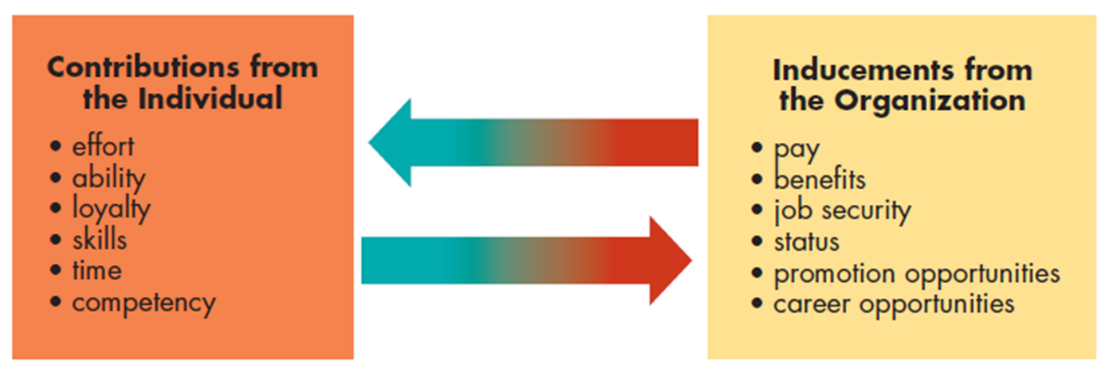 Contributions from
the Individual
• effort
• ability
• loyalty
• skills
• time
• competency
Inducements from
the Organization
• pay
• benefits
• job security
• status
• promotion opportunities
• career opportunities